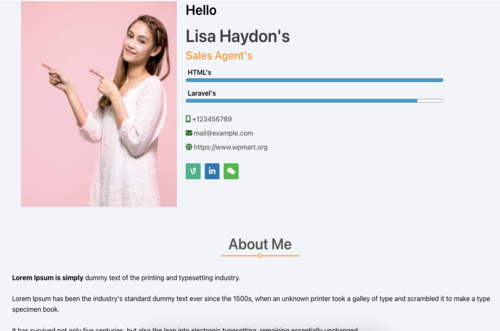 Hello
Lisa Haydon's
Sales Agent's
HTML's
Laravel's
+123456789
mail@example.com
https://www.wpmart.org
in
About Me
Lorem Ipsum is simply dummy text of the printing and typesetting industry.
Lorem Ipsum has been the industry's standard dummy text ever since the 1500s, when an unknown printer took a galley of type and scrambled it to make a type
specimen book.
It has survived not only five centuries, but also the leap into electronic typesetting, remaining essentially unchanged.